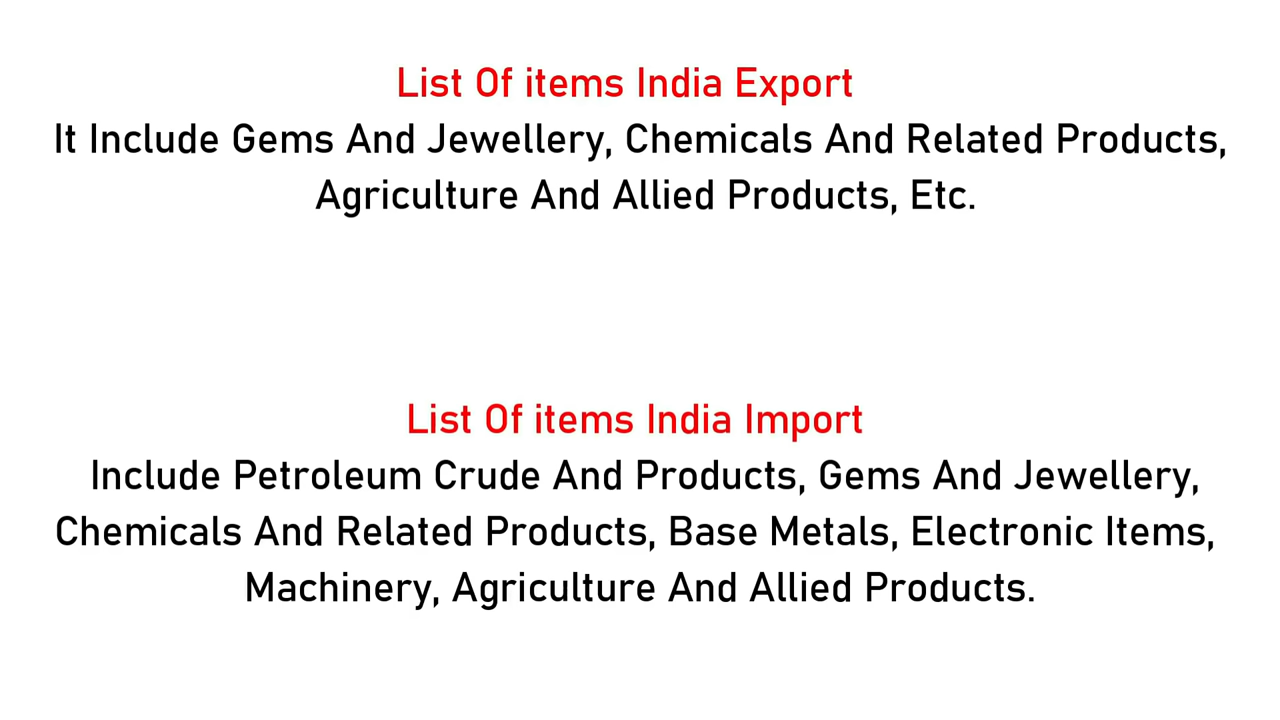 List Of items India Export
It Include Gems And Jewellery, Chemicals And Related Products,
Agriculture And Allied Products, Etc.
List Of items India Import
Include Petroleum Crude And Products, Gems And Jewellery,
Chemicals And Related Products, Base Metals, Electronic Items,
Machinery, Agriculture And Allied Products.